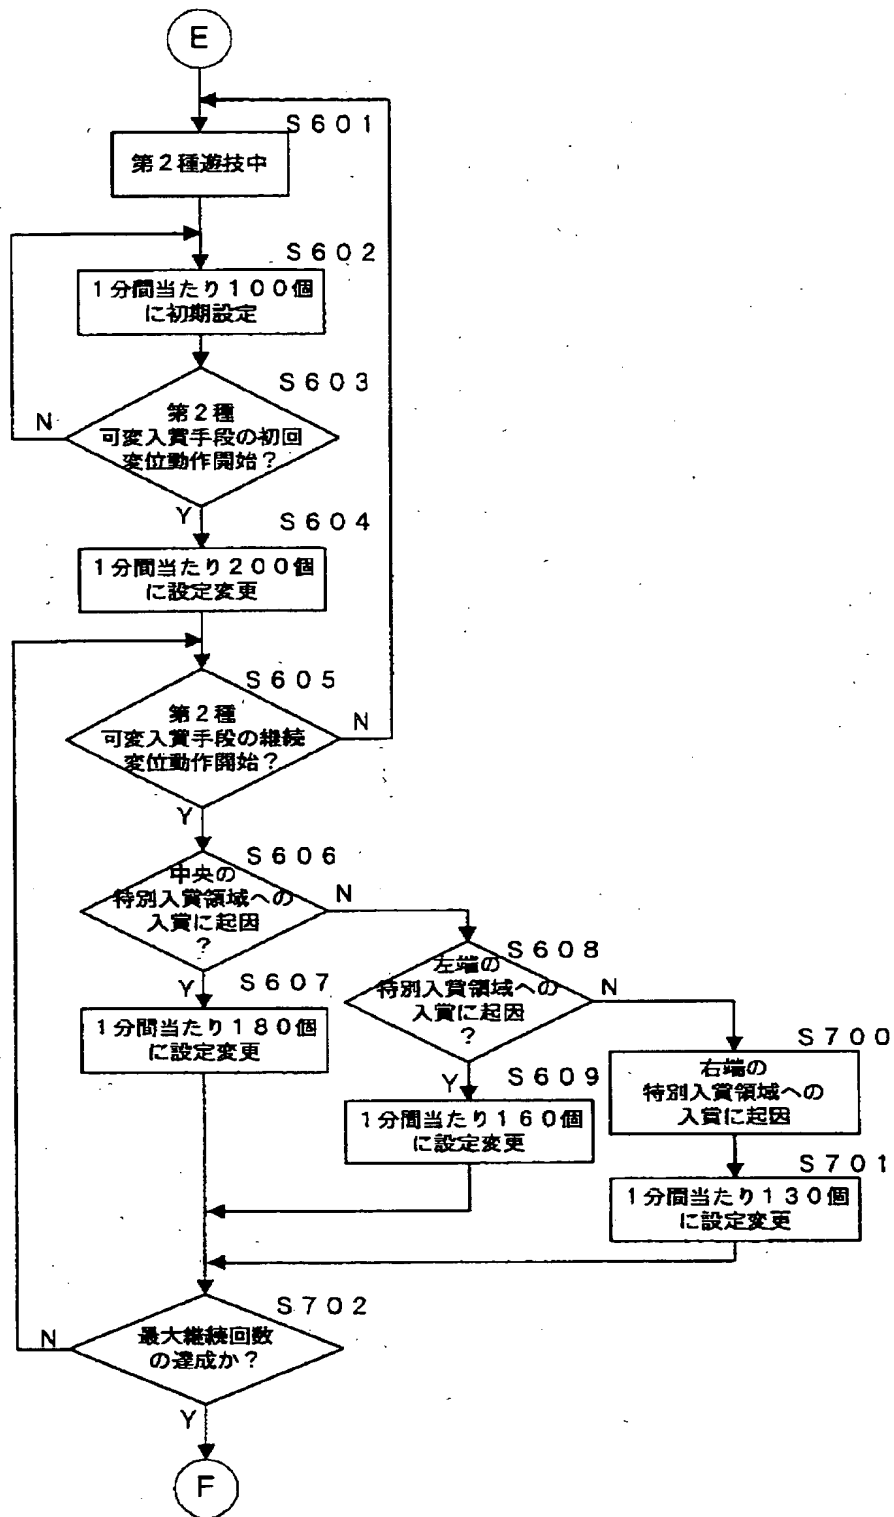 E
S601
第2種遊技中
S602
1分間当たり100個
に初期設定
S603
N
第2種
可変入賞手段の初回
変位動作開始?
Y
S604
1分間当たり200個
に設定変更
S605
N
第2種
可変入賞手段の継続
変位動作開始?
Y
S606
中央の
特別入賞領域への
入賞に起因
?
N
Y
S607
1分間当たり180個
に設定変更
S608
左端の
特別入賞領域への
入賞に起因
?
N
Y
S609
1分間当たり160個
に設定変更
S700
右端の
特別入賞領域への
入賞に起因
S701
1分間当たり130個
に設定変更
S702
N
最大継続回数
の達成か?
Y
F